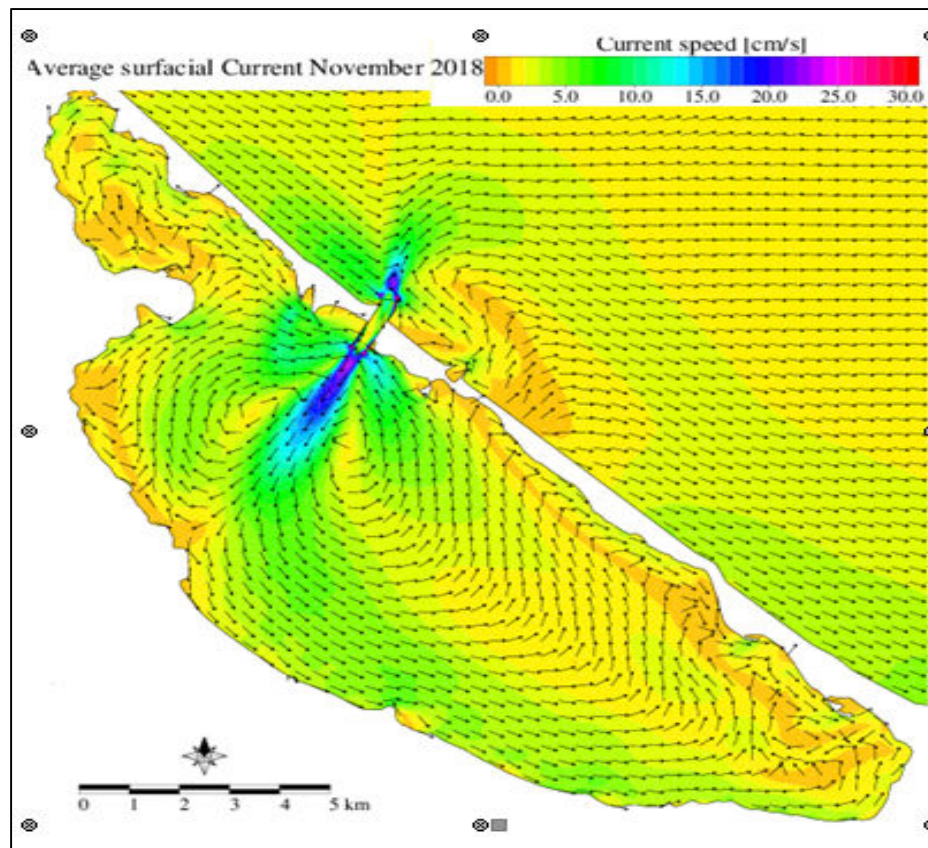 Current speed [cm/s]
Average surfacial Current November 2018
0.0 5.0 10.0 15.0 20.0 25.0 30.0
0 1 2 3 4 5 km